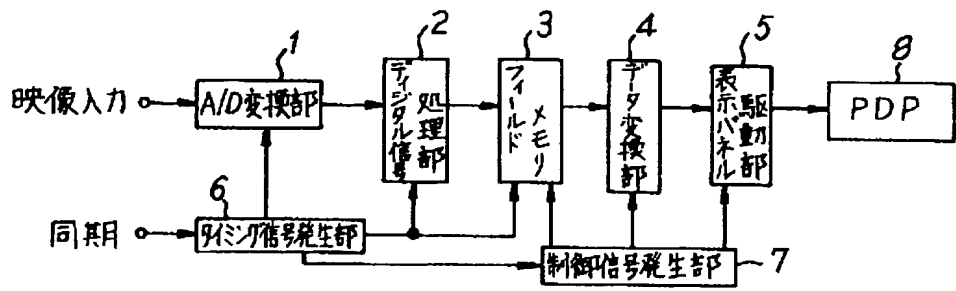 1
2
3
4
5
8
映像入力
A/D変換部
ディジタル信号
処理部
フィールド
メモリ
データ変換部
表示パネル
駆動部
PDP
6
同期
タイミング信号発生部
制御信号発生部
7